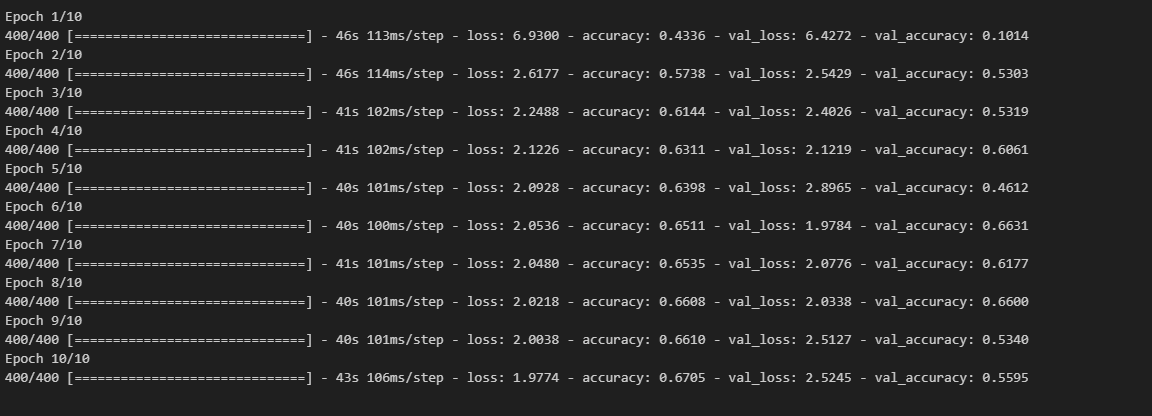 Epoch 1/10
400/400 [==============================] - 46s 113ms/step - loss: 6.9300 - accuracy: 0.4336 - val_loss: 6.4272 - val_accuracy: 0.1014
Epoch 2/10
400/400 [==============================] - 46s 114ms/step - loss: 2.6177 - accuracy: 0.5738 - val_loss: 2.5429 - val_accuracy: 0.5303
Epoch 3/10
400/400 [==============================] - 41s 102ms/step - loss: 2.2488 - accuracy: 0.6144 - val_loss: 2.4026 - val_accuracy: 0.5319
Epoch 4/10
400/400 [==============================] - 41s 102ms/step - loss: 2.1226 - accuracy: 0.6311 - val_loss: 2.1219 - val_accuracy: 0.6061
Epoch 5/10
400/400 [==============================] - 40s 101ms/step - loss: 2.0928 - accuracy: 0.6398 - val_loss: 2.8965 - val_accuracy: 0.4612
Epoch 6/10
400/400 [==============================] - 40s 100ms/step - loss: 2.0536 - accuracy: 0.6511 - val_loss: 1.9784 - val_accuracy: 0.6631
Epoch 7/10
400/400 [==============================] - 41s 101ms/step - loss: 2.0480 - accuracy: 0.6535 - val_loss: 2.0776 - val_accuracy: 0.6177
Epoch 8/10
400/400 [==============================] - 40s 101ms/step - loss: 2.0218 - accuracy: 0.6608 - val_loss: 2.0338 - val_accuracy: 0.6600
Epoch 9/10
400/400 [==============================] - 40s 101ms/step - loss: 2.0038 - accuracy: 0.6610 - val_loss: 2.5127 - val_accuracy: 0.5340
Epoch 10/10
400/400 [==============================] - 43s 106ms/step - loss: 1.9774 - accuracy: 0.6705 - val_loss: 2.5245 - val_accuracy: 0.5595